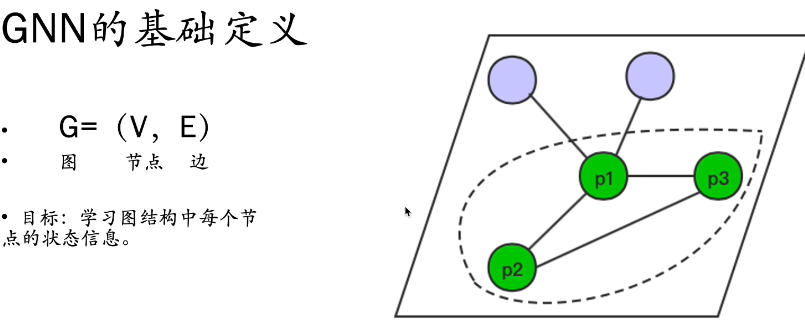 GNN的基础定义
• G=（V，E）
• 图 节点 边
• 目标：学习图结构中每个节
点的状态信息。
p1
p3
p2